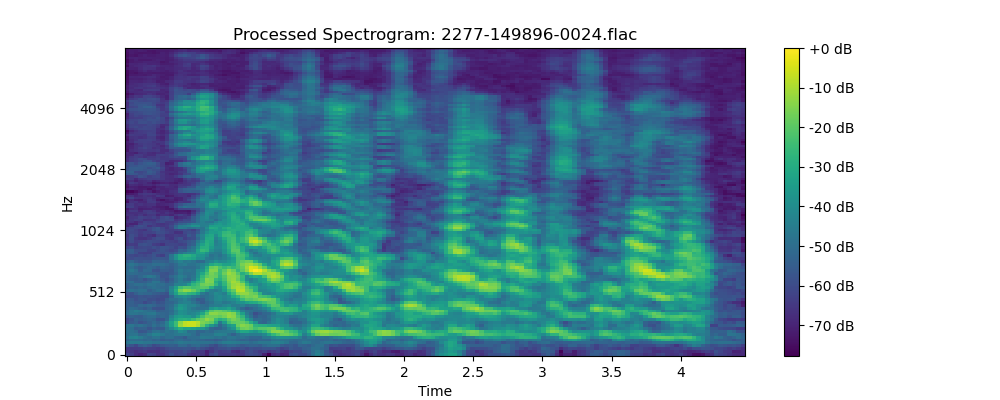 Processed Spectrogram: 2277-149896-0024.flac
Hz
4096
2048
1024
512
0
0 0.5 1 1.5 2 2.5 3 3.5 4
Time
+0 dB
-10 dB
-20 dB
-30 dB
-40 dB
-50 dB
-60 dB
-70 dB